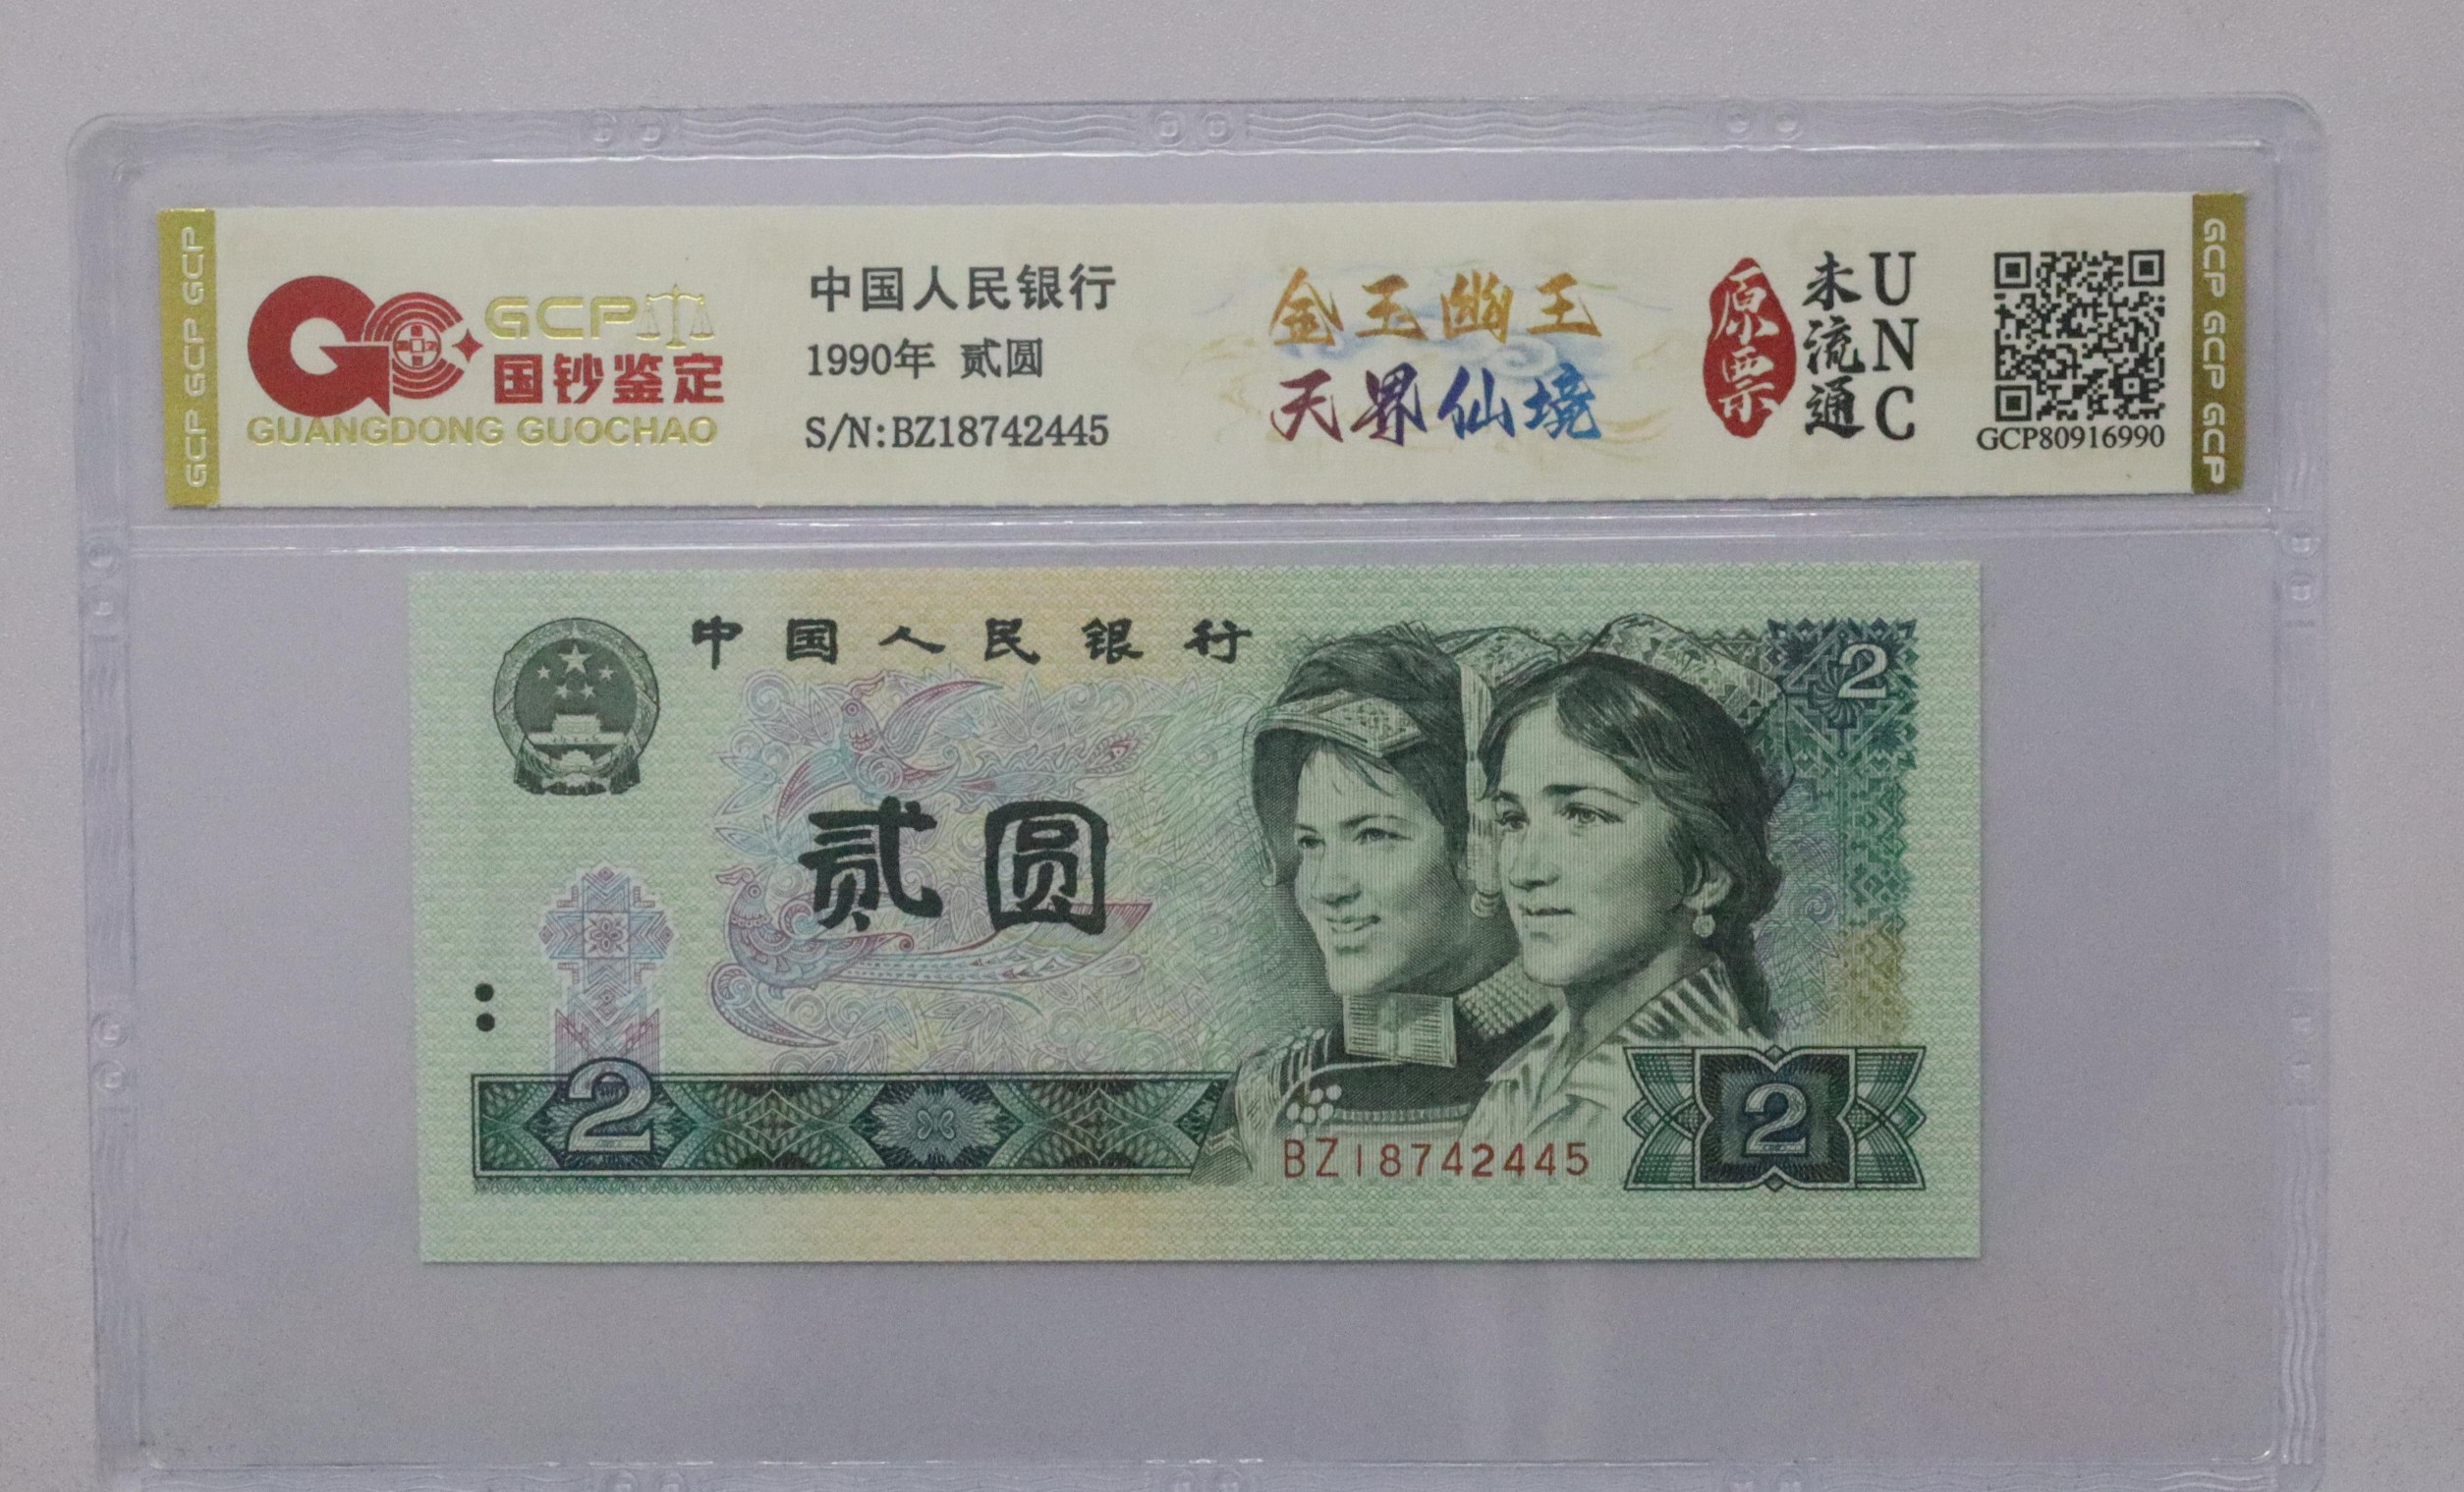 GCP GCP GCP
GCP
国钞鉴定
GUANGDONG GUOCHAO
中国人民银行
1990年 贰圆
S/N:BZ18742445
金玉幽王
天界仙境
原票
未流通
UNC
GCP80916990
GCP GCP GCP
中国人民银行
2
贰圆
2
BZ18742445
2